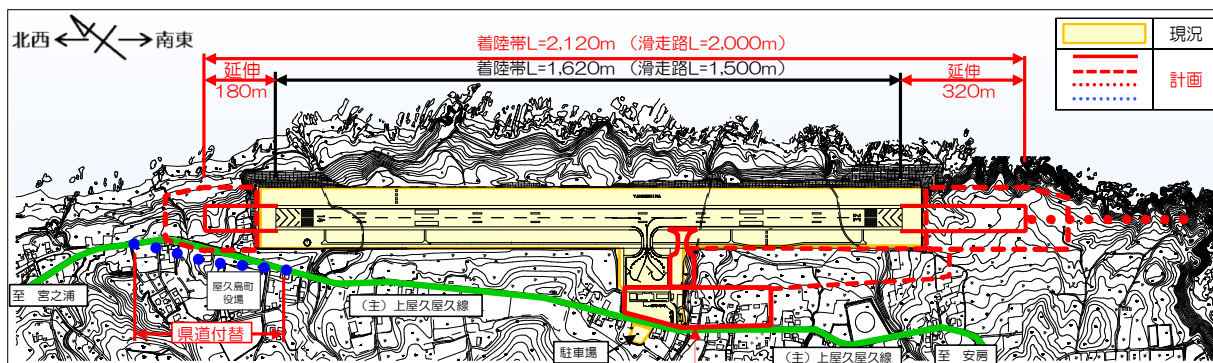 北西
南東
着陸帯L=2,120m （滑走路L=2,000m）
着陸帯L=1,620m （滑走路L=1,500m）
延伸
180m
延伸
320m
現況
計画
至 宮之浦
屋久島町
役場
（主）上屋久屋久線
県道付替
駐車場
（主）上屋久屋久線
至 安房